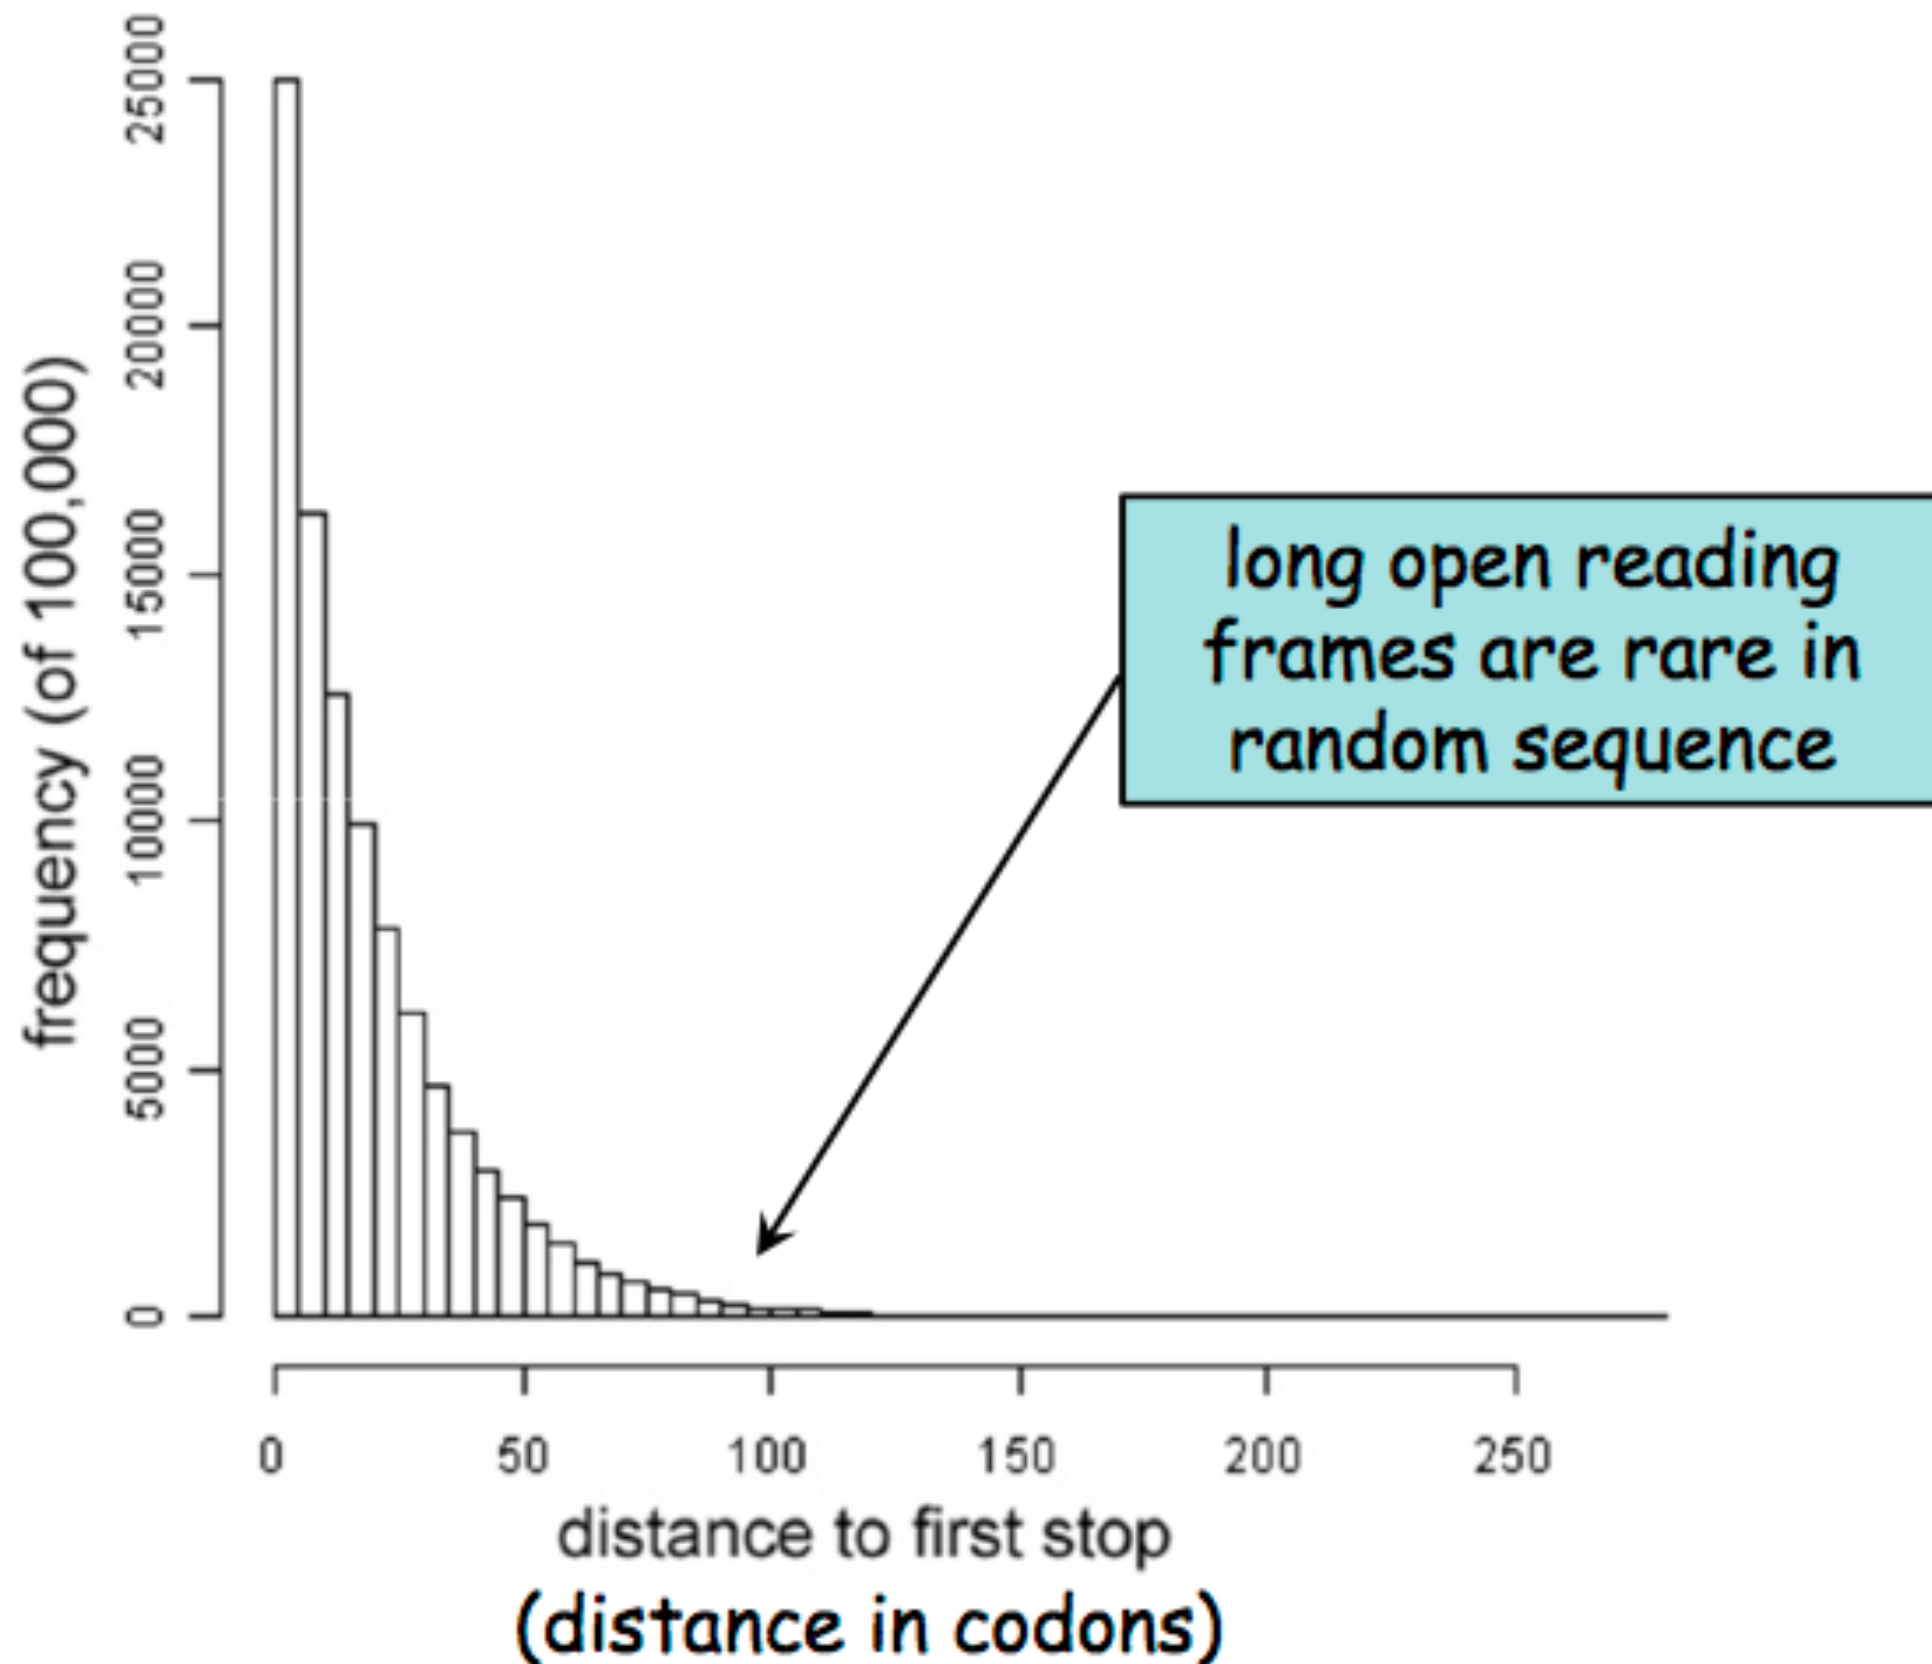 frequency (of 100,000)
25000
20000
15000
10000
5000
0
long open reading
frames are rare in
random sequence
0 50 100 150 200 250
distance to first stop
(distance in codons)